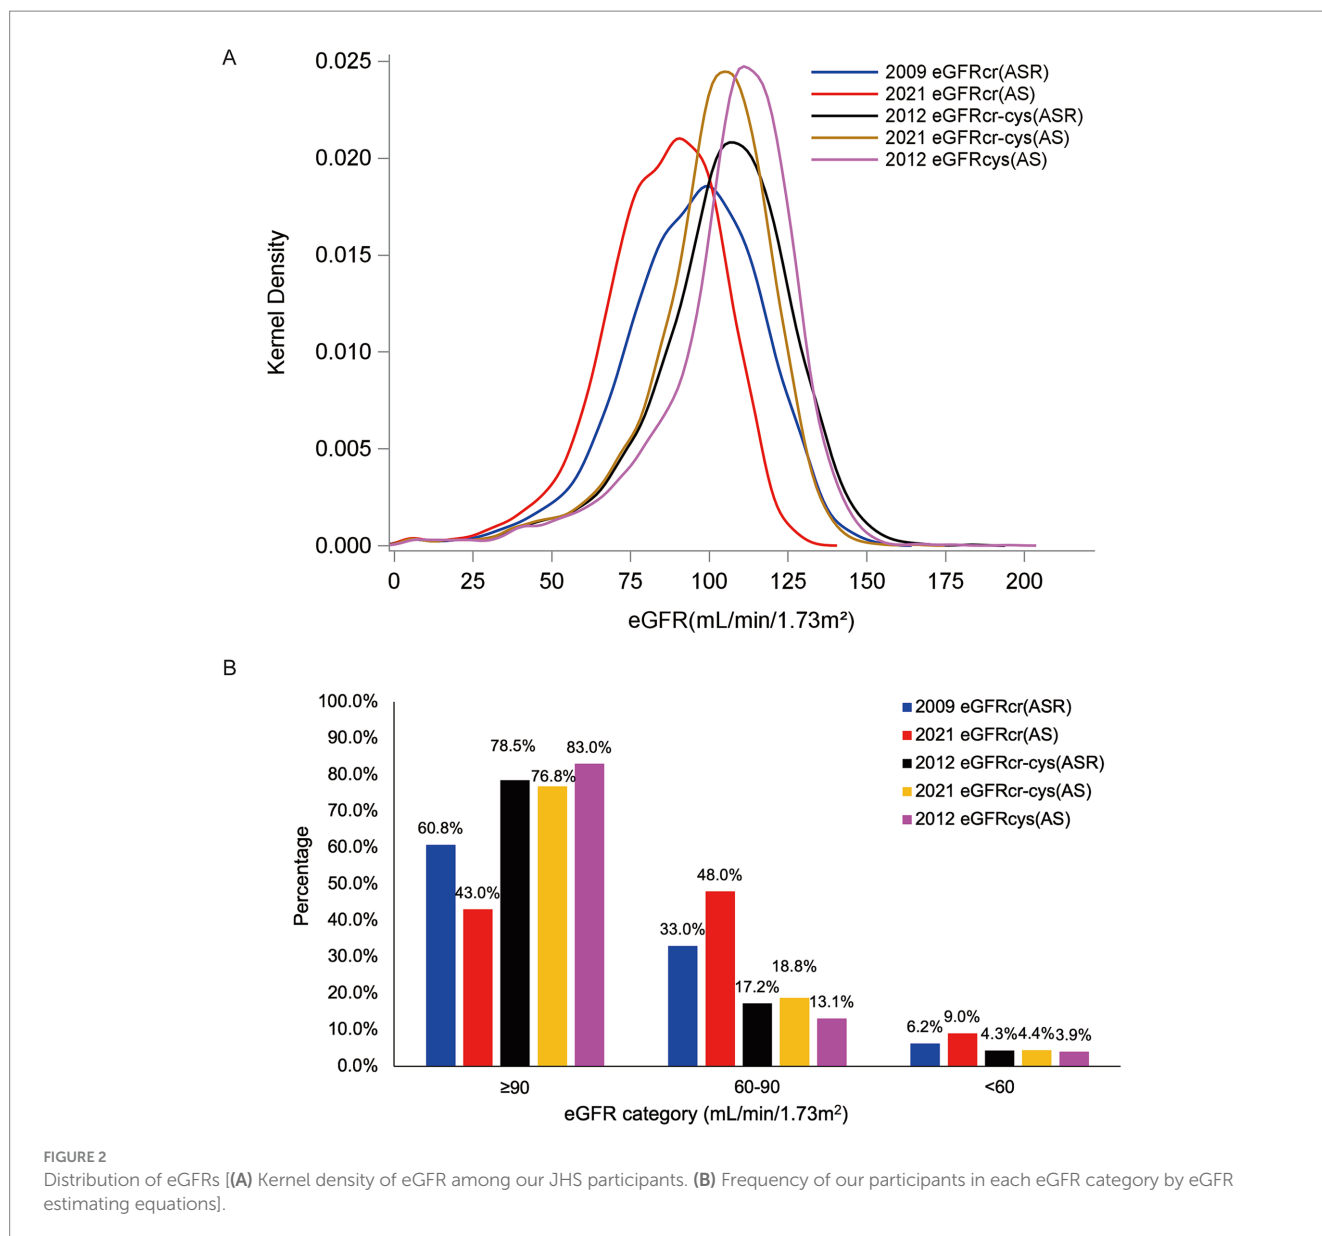 A
0.025
0.020
0.015
0.010
0.005
0.000
Kernel Density
2009 eGFRcr(ASR)
2021 eGFRcr(AS)
2012 eGFRcr-cys(ASR)
2021 eGFRcr-cys(AS)
2012 eGFRcys(AS)
0 25 50 75 100 125 150 175 200
eGFR(mL/min/1.73m²)
B
100.0%
90.0%
80.0%
70.0%
60.0%
50.0%
40.0%
30.0%
20.0%
10.0%
0.0%
Percentage
2009 eGFRcr(ASR)
2021 eGFRcr(AS)
2012 eGFRcr-cys(ASR)
2021 eGFRcr-cys(AS)
2012 eGFRcys(AS)
60.8% 43.0% 78.5% 76.8% 83.0%
33.0% 48.0% 17.2% 18.8% 13.1%
6.2% 9.0% 4.3% 4.4% 3.9%
≥90 60-90 <60
eGFR category (mL/min/1.73m²)
FIGURE 2
Distribution of eGFRs [(A) Kernel density of eGFR among our JHS participants. (B) Frequency of our participants in each eGFR category by eGFR
estimating equations].